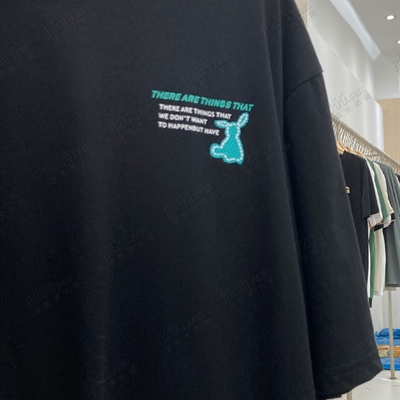 THERE ARE THINGS THAT
THERE ARE THINGS THAT
WE DON'T WANT
TO HAPPENBUT HAVE